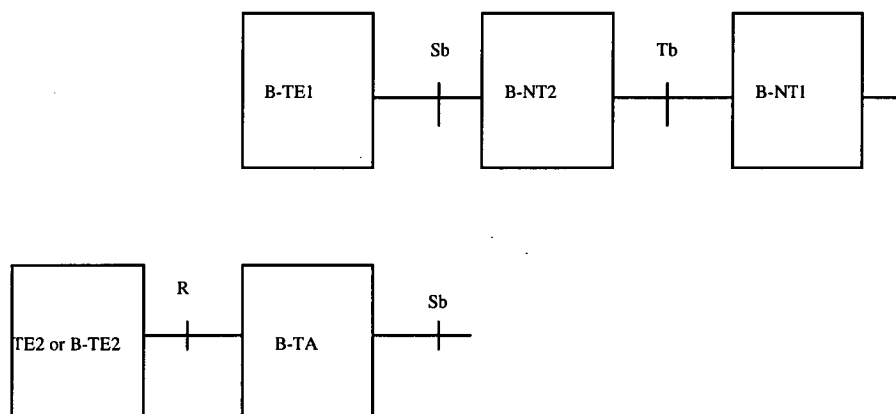 Sb
Tb
B-TE1
B-NT2
B-NT1
R
Sb
TE2 or B-TE2
B-TA